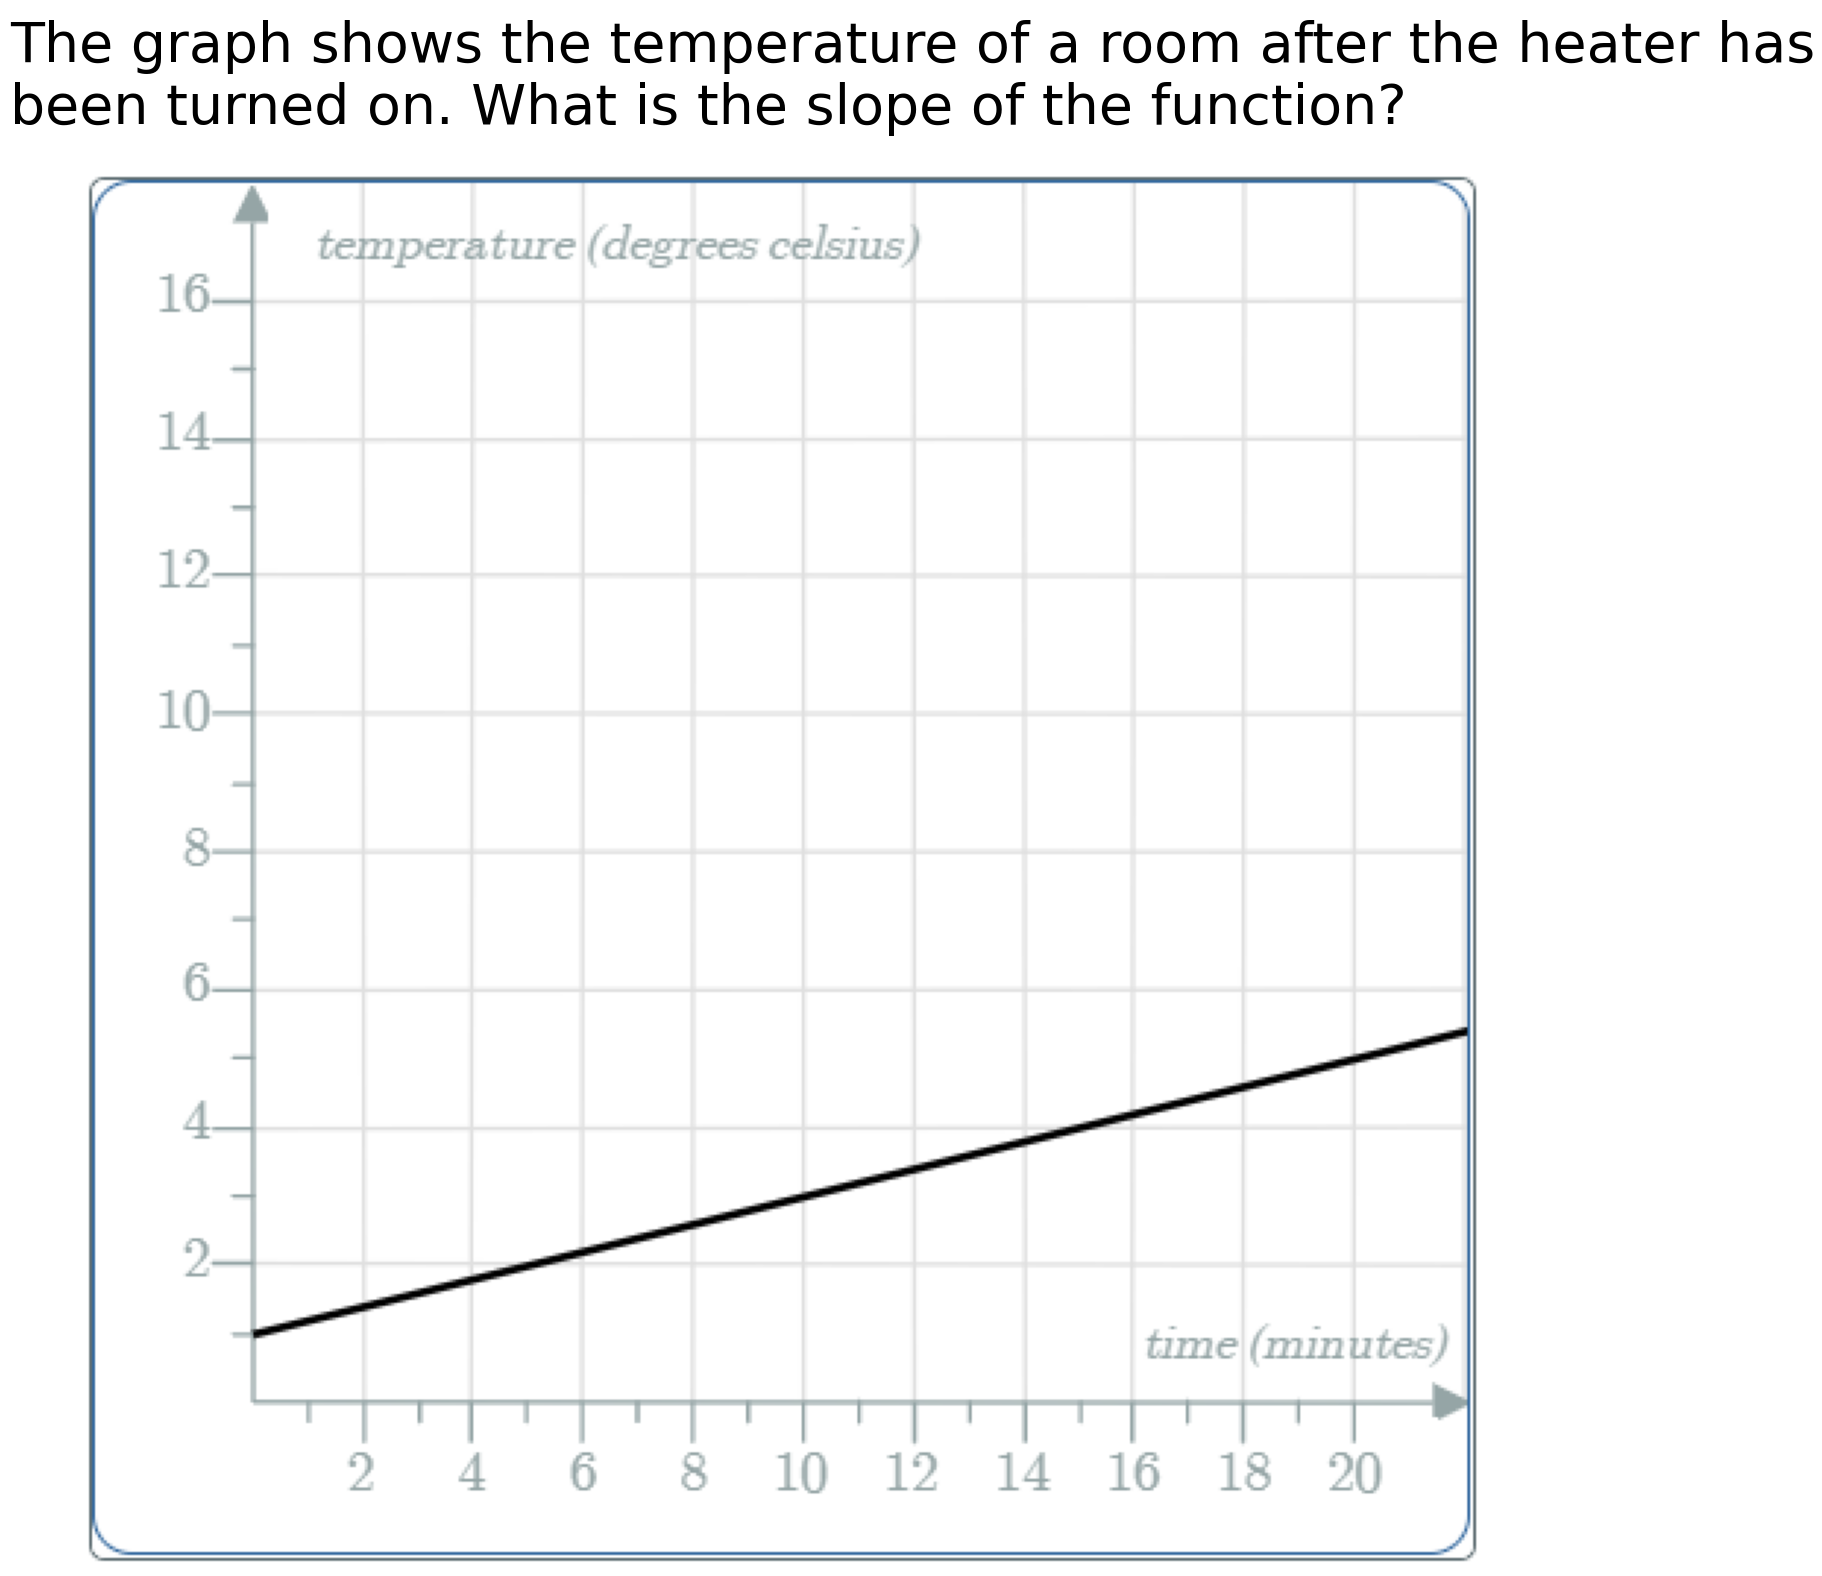 The graph shows the temperature of a room after the heater has
been turned on. What is the slope of the function?
temperature (degrees celsius)
16
14
12
10
8
6
4
2
time (minutes)
2 4 6 8 10 12 14 16 18 20